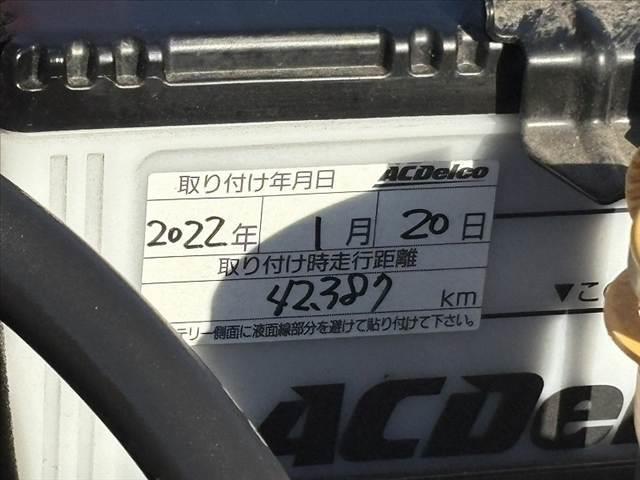 取り付け年月日 ACDelco
2022年 1月 20日
取り付け時走行距離
42,387 km
テリー側面に液面線部分を避けて貼り付けて下さい。
▼こ
ACDe